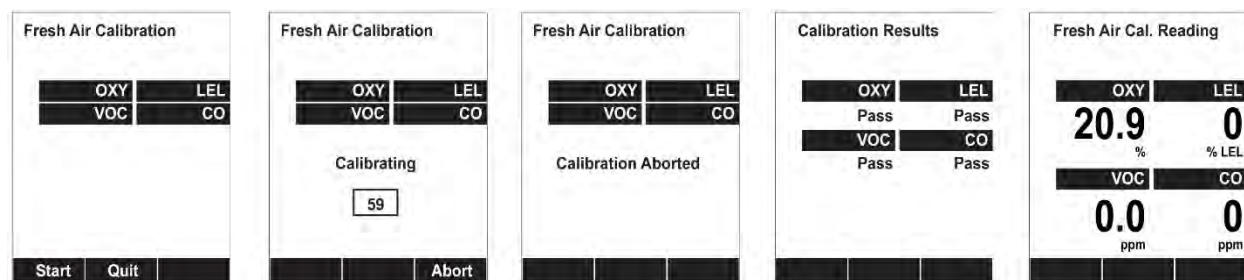 Fresh Air Calibration
OXY LEL
VOC CO
Start Quit
Fresh Air Calibration
OXY LEL
VOC CO
Calibrating
59
Abort
Fresh Air Calibration
OXY LEL
VOC CO
Calibration Aborted
Calibration Results
OXY LEL
Pass Pass
VOC CO
Pass Pass
Fresh Air Cal. Reading
OXY LEL
20.9 0
% % LEL
VOC CO
0.0 0
ppm ppm